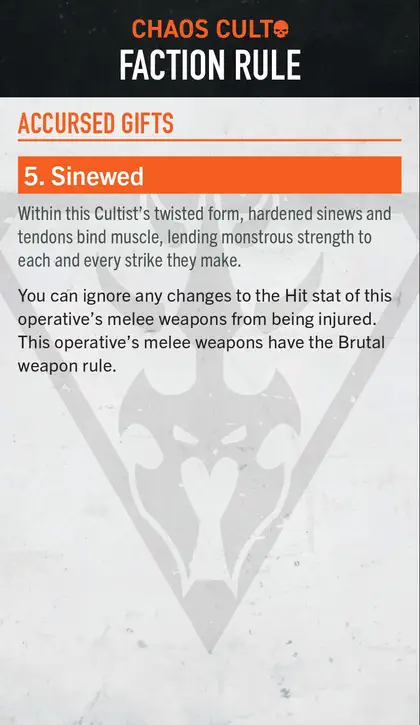 CHAOS CULT
FACTION RULE
ACCURSED GIFTS
5. Sinewed
Within this Cultist’s twisted form, hardened sinews and
tendons bind muscle, lending monstrous strength to
each and every strike they make.
You can ignore any changes to the Hit stat of this
operative’s melee weapons from being injured.
This operative’s melee weapons have the Brutal
weapon rule.